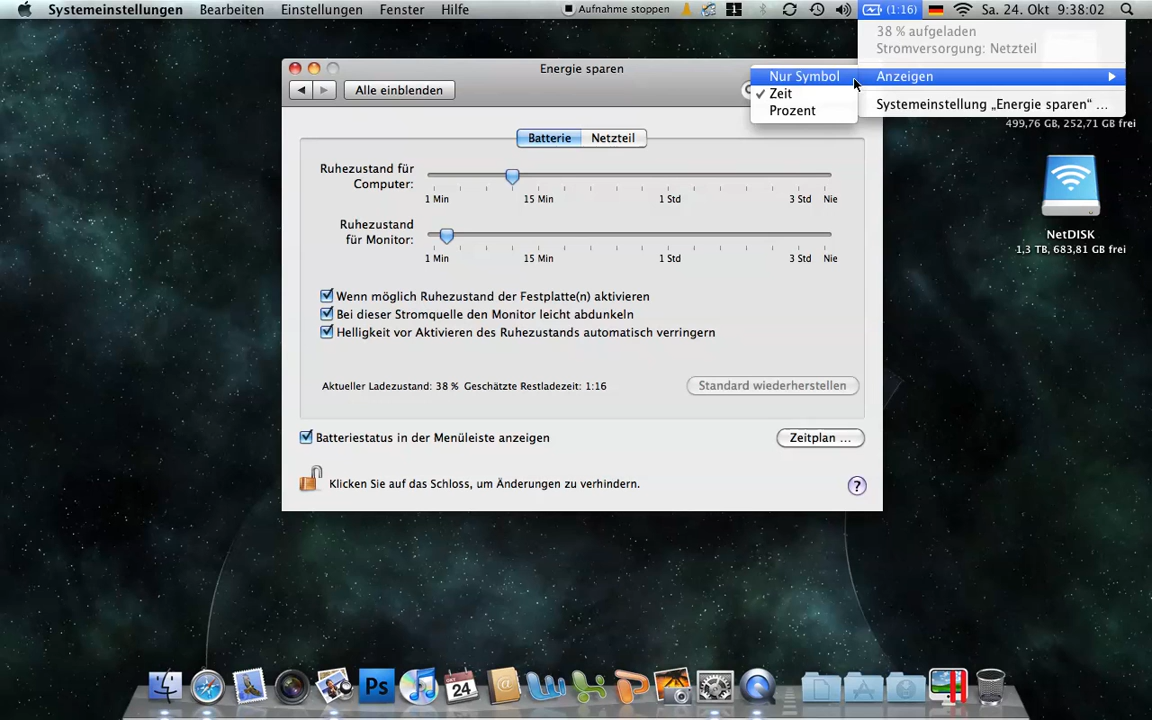 Systemeinstellungen Bearbeiten Einstellungen Fenster Hilfe Aufnahme stoppen 1 (1:16) Sa. 24. Okt 9:38:02
38 % aufgeladen
Stromversorgung: Netzteil
Anzeigen
Systemeinstellung „Energie sparen“ ...
Nur Symbol
Zeit
Prozent
Energie sparen
Alle einblenden
499,76 GB, 252,71 GB frei
NetDISK
1,3 TB, 683,81 GB frei
Batterie Netzteil
Ruhezustand für
Computer:
1 Min 15 Min 1 Std 3 Std Nie
Ruhezustand
für Monitor:
1 Min 15 Min 1 Std 3 Std Nie
Wenn möglich Ruhezustand der Festplatte(n) aktivieren
Bei dieser Stromquelle den Monitor leicht abdunkeln
Helligkeit vor Aktivieren des Ruhezustands automatisch verringern
Aktueller Ladezustand: 38 % Geschätzte Restladezeit: 1:16
Standard wiederherstellen
Batteriestatus in der Menüleiste anzeigen
Zeitplan ...
Klicken Sie auf das Schloss, um Änderungen zu verhindern.
?
Ps
OKT
24